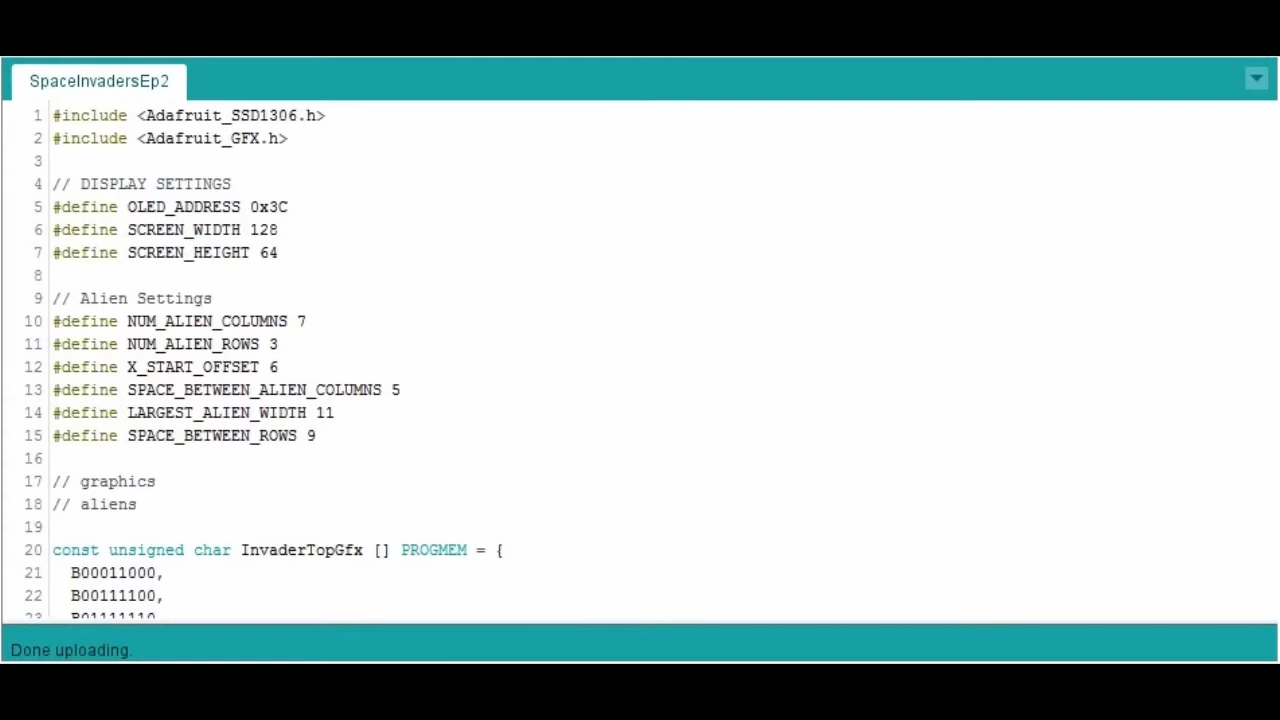 SpaceInvadersEp2
1 #include <Adafruit_SSD1306.h>
2 #include <Adafruit_GFX.h>
3
4 // DISPLAY SETTINGS
5 #define OLED_ADDRESS 0x3C
6 #define SCREEN_WIDTH 128
7 #define SCREEN_HEIGHT 64
8
9 // Alien Settings
10 #define NUM_ALIEN_COLUMNS 7
11 #define NUM_ALIEN_ROWS 3
12 #define X_START_OFFSET 6
13 #define SPACE_BETWEEN_ALIEN_COLUMNS 5
14 #define LARGEST_ALIEN_WIDTH 11
15 #define SPACE_BETWEEN_ROWS 9
16
17 // graphics
18 // aliens
19
20 const unsigned char InvaderTopGfx [] PROGMEM = {
21 B00011000,
22 B00111100,
23 B01111110,
Done uploading.